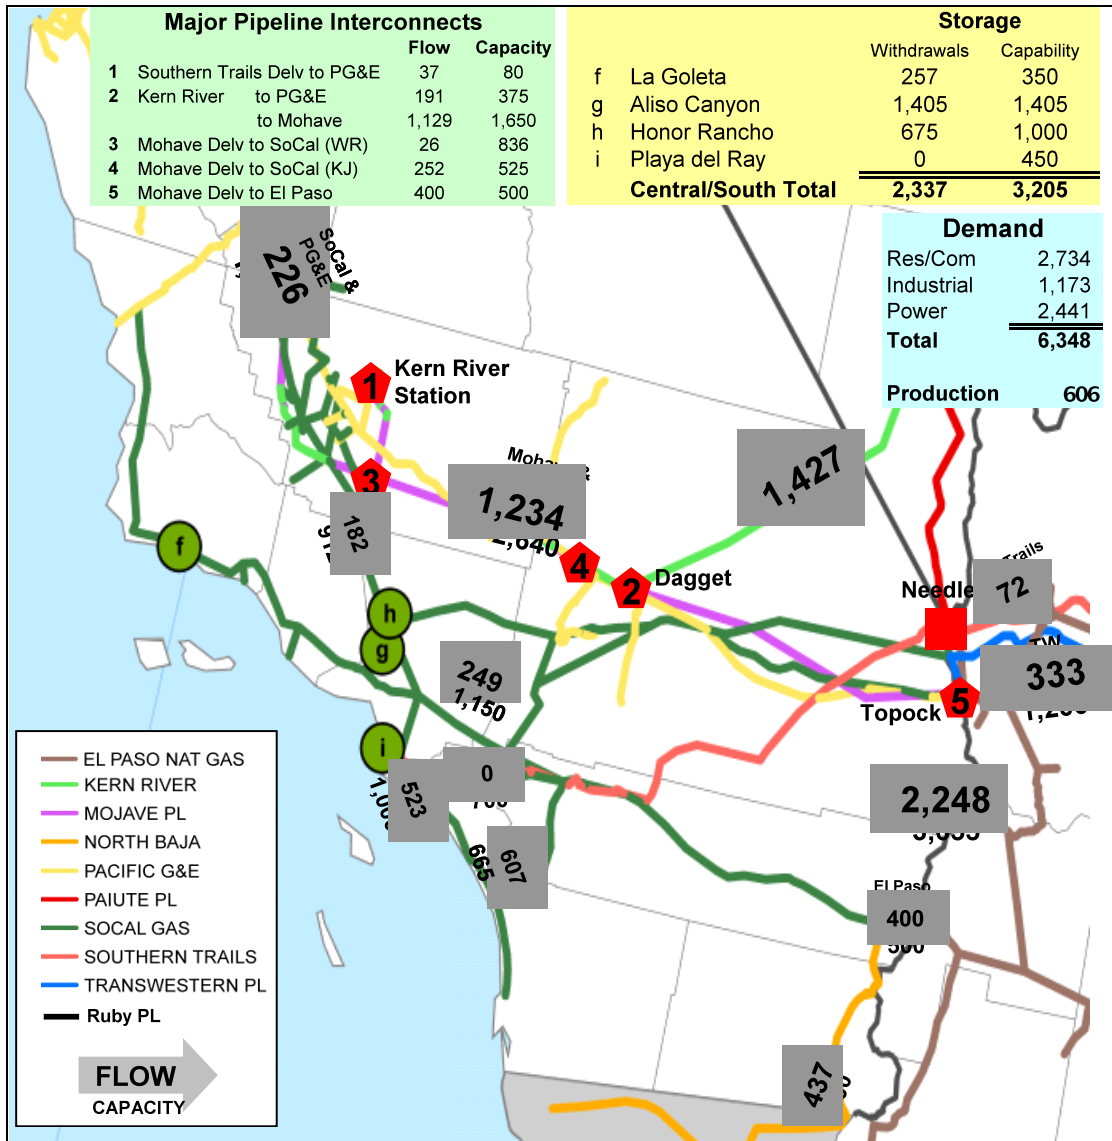 Major Pipeline Interconnects
Flow Capacity
1 Southern Trails Delv to PG&E 37 80
2 Kern River to PG&E 191 375
to Mohave 1,129 1,650
3 Mohave Delv to SoCal (WR) 26 836
4 Mohave Delv to SoCal (KJ) 252 525
5 Mohave Delv to El Paso 400 500
Storage
Withdrawals Capability
f La Goleta 257 350
g Aliso Canyon 1,405 1,405
h Honor Rancho 675 1,000
i Playa del Ray 0 450
Central/South Total 2,337 3,205
Demand
Res/Com 2,734
Industrial 1,173
Power 2,441
Total 6,348
Production 606
SoCal &
PG&E
226
1
Kern River
Station
3
1,234
1,427
182
f
4
2
Dagget
h
g
Trails
72
Needle
TW
333
5
Topock
249
1,150
i
0
523
2,248
665
607
El Paso
400
500
437
EL PASO NAT GAS
KERN RIVER
MOJAVE PL
NORTH BAJA
PACIFIC G&E
PAIUTE PL
SOCAL GAS
SOUTHERN TRAILS
TRANSWESTERN PL
Ruby PL
FLOW
CAPACITY